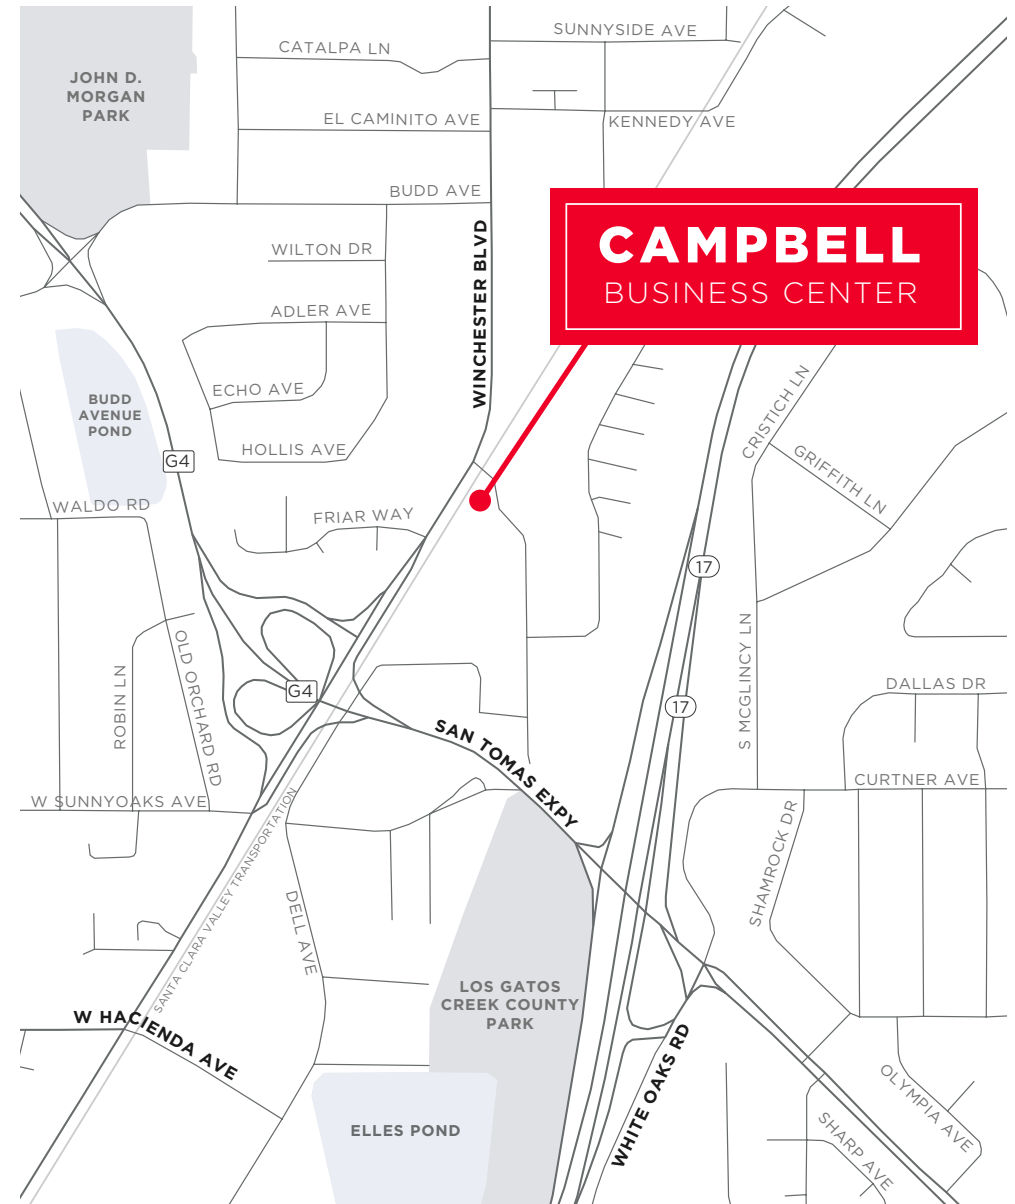 SUNNYSIDE AVE
CATALPA LN
JOHN D.
MORGAN
PARK
EL CAMINITO AVE
KENNEDY AVE
BUDD AVE
WINCHESTER BLVD
CAMPBELL
BUSINESS CENTER
WILTON DR
ADLER AVE
ECHO AVE
BUDD
AVENUE
POND
CRISTICH LN
HOLLIS AVE
G4
GRIFFITH LN
WALDO RD
FRIAR WAY
17
OLD ORCHARD RD
ROBIN LN
S MCGLINCY LN
G4
DALLAS DR
17
SAN TOMAS EXPY
CURTNER AVE
W SUNNYOAKS AVE
SANTA CLARA VALLEY TRANSPORTATION
SHAMROCK DR
DELL AVE
LOS GATOS
CREEK COUNTY
PARK
W HACIENDA AVE
WHITE OAKS RD
OLYMPIA AVE
ELLES POND
SHARP AVE